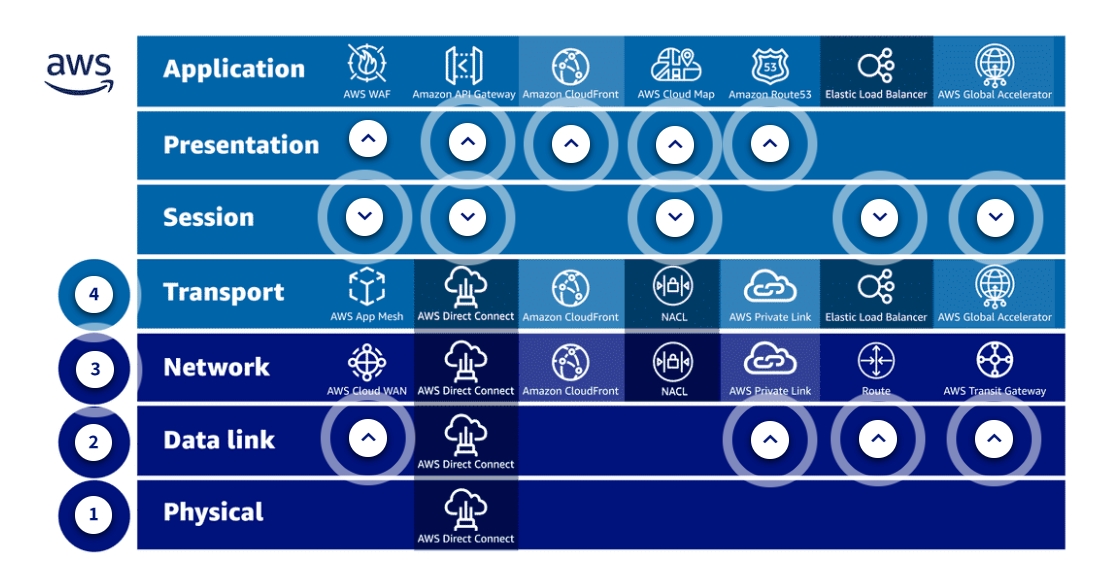 aws
Application
53
AWS WAF Amazon API Gateway Amazon CloudFront AWS Cloud Map Amazon Route53 Elastic Load Balancer AWS Global Accelerator
Presentation
Session
4
Transport
AWS App Mesh AWS Direct Connect Amazon CloudFront NACL AWS Private Link Elastic Load Balancer AWS Global Accelerator
3
Network
AWS Cloud WAN AWS Direct Connect Amazon CloudFront NACL AWS Private Link Route AWS Transit Gateway
2
Data link
AWS Direct Connect
1
Physical
AWS Direct Connect